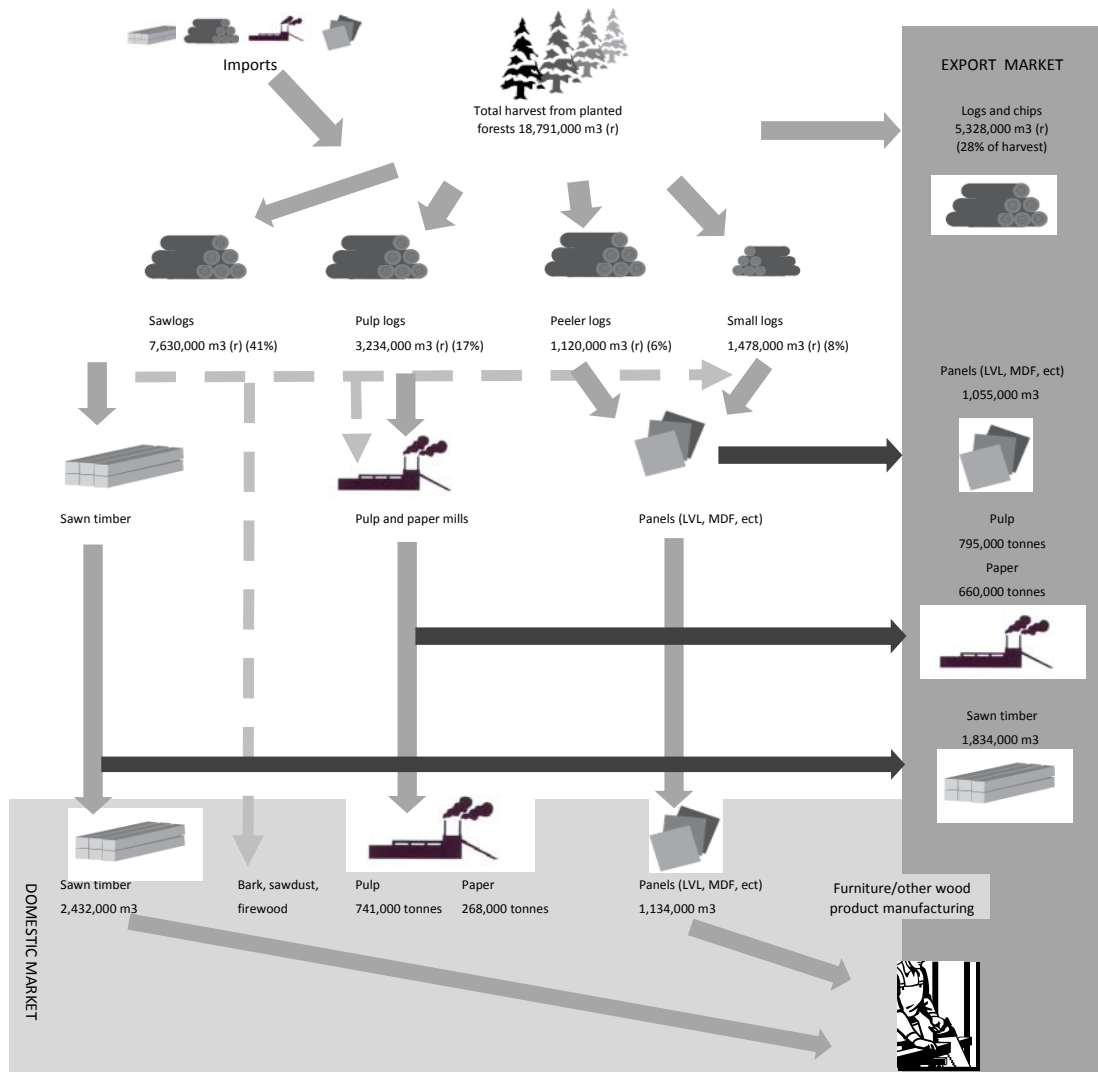 Imports
Total harvest from planted
forests 18,791,000 m3 (r)
EXPORT MARKET
Logs and chips
5,328,000 m3 (r)
(28% of harvest)
Sawlogs
7,630,000 m3 (r) (41%)
Pulp logs
3,234,000 m3 (r) (17%)
Peeler logs
1,120,000 m3 (r) (6%)
Small logs
1,478,000 m3 (r) (8%)
Panels (LVL, MDF, ect)
1,055,000 m3
Sawn timber
Pulp and paper mills
Panels (LVL, MDF, ect)
Pulp
795,000 tonnes
Paper
660,000 tonnes
Sawn timber
1,834,000 m3
DOMESTIC MARKET
Sawn timber
2,432,000 m3
Bark, sawdust,
firewood
Pulp
741,000 tonnes
Paper
268,000 tonnes
Panels (LVL, MDF, ect)
1,134,000 m3
Furniture/other wood
product manufacturing